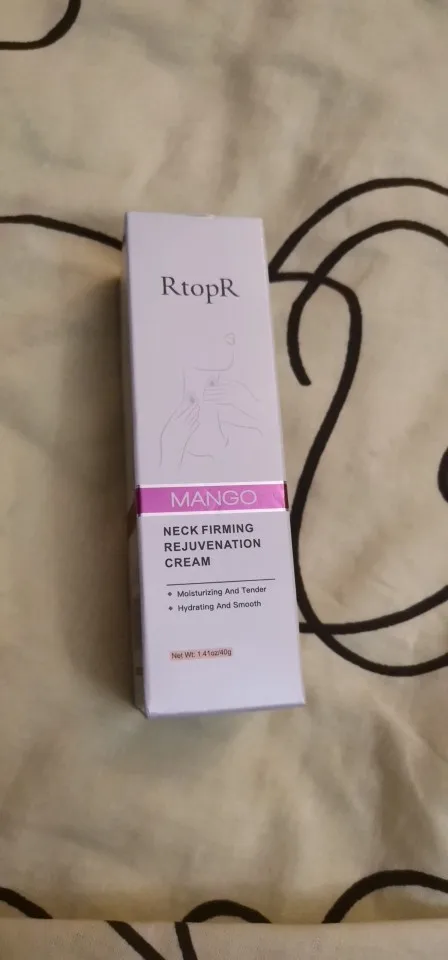 RtopR
MANGO
NECK FIRMING
REJUVENATION
CREAM
Moisturizing And Tender
Hydrating And Smooth
Net Wt: 1.41oz/40g